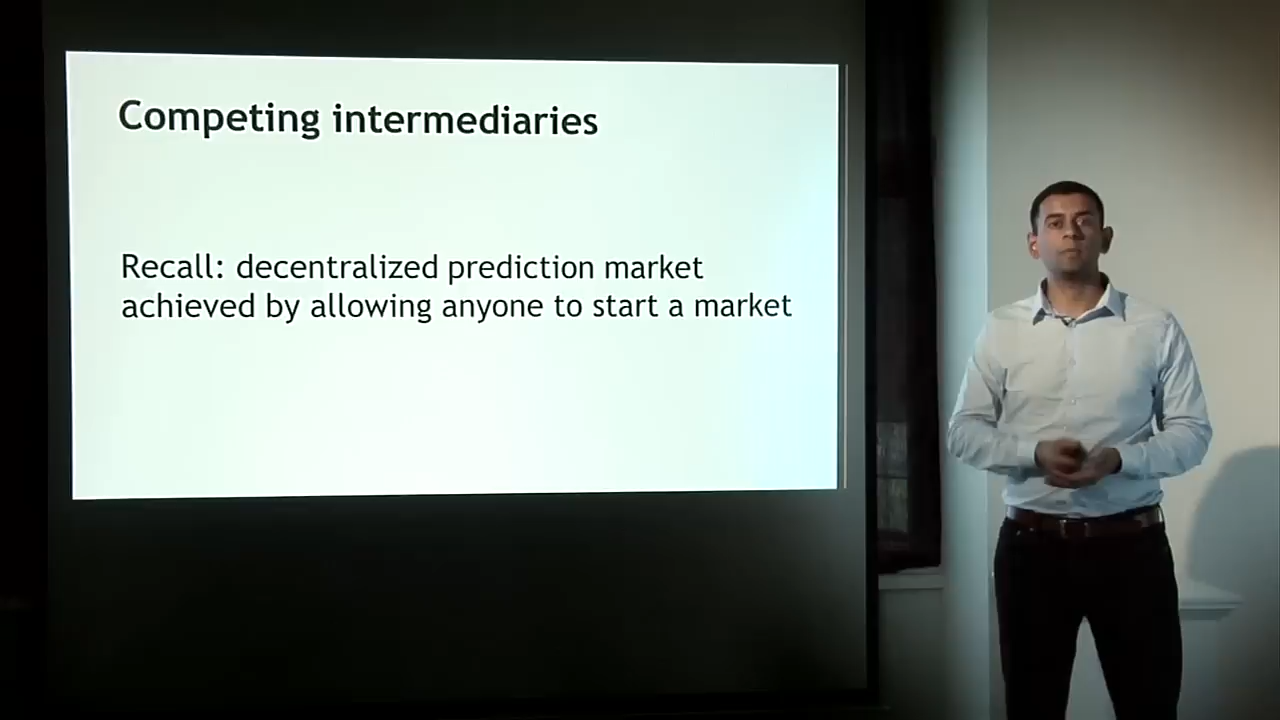 Competing intermediaries
Recall: decentralized prediction market
achieved by allowing anyone to start a market